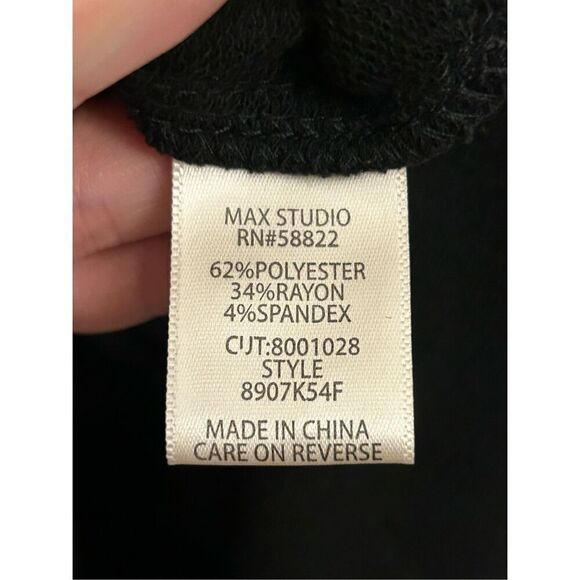 MAX STUDIO
RN#58822
62%POLYESTER
34%RAYON
4%SPANDEX
CUT:8001028
STYLE
8907K54F
MADE IN CHINA
CARE ON REVERSE